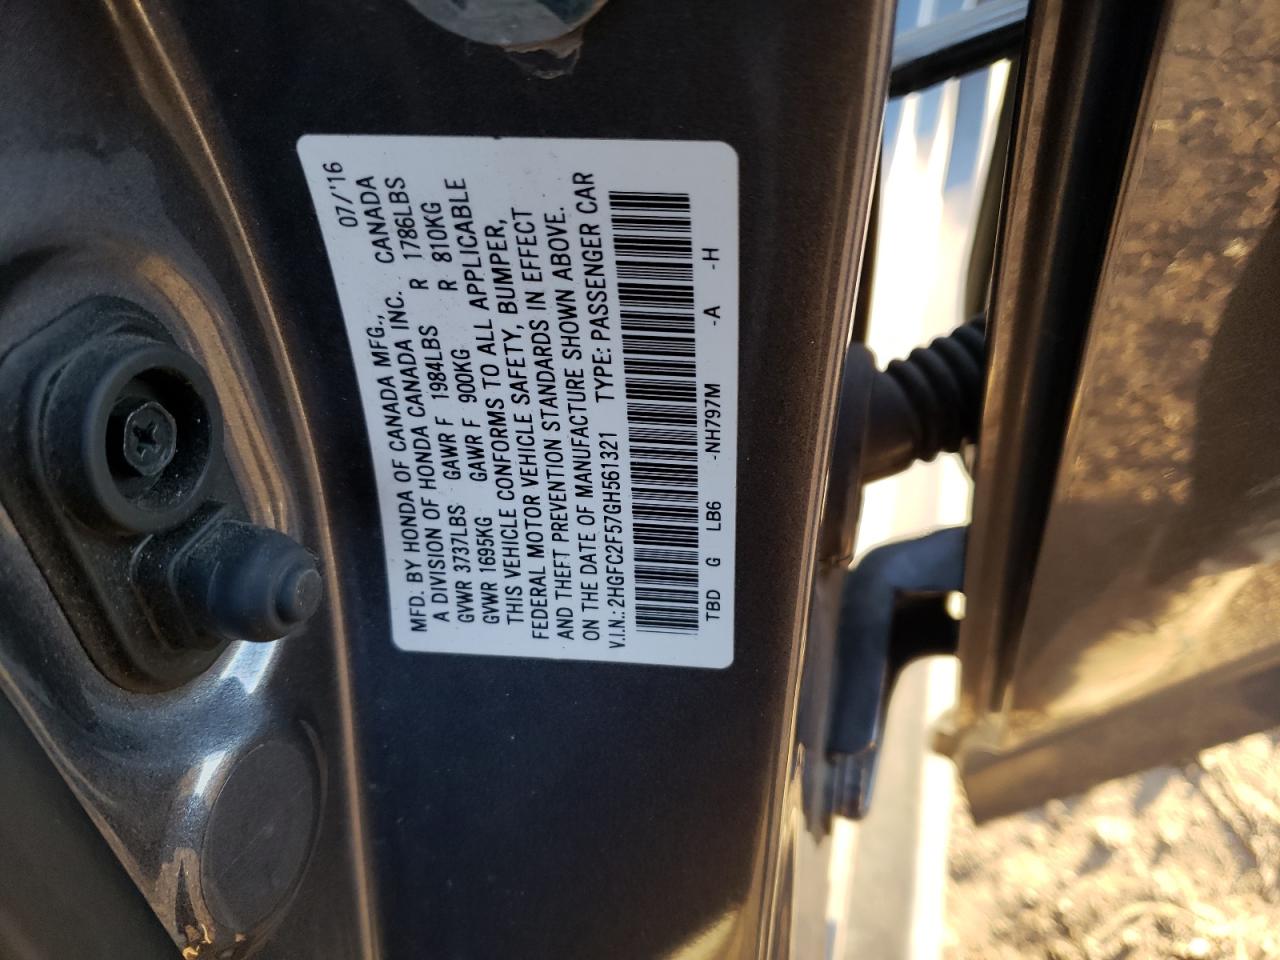 07/'16
MFD. BY HONDA OF CANADA MFG.,
A DIVISION OF HONDA CANADA INC. CANADA
GVWR 3737LBS GAWR F 1984LBS R 1786LBS
GVWR 1695KG GAWR F 900KG R 810KG
THIS VEHICLE CONFORMS TO ALL APPLICABLE
FEDERAL MOTOR VEHICLE SAFETY, BUMPER,
AND THEFT PREVENTION STANDARDS IN EFFECT
ON THE DATE OF MANUFACTURE SHOWN ABOVE.
V.I.N.: 2HGFC2F57GH561321 TYPE: PASSENGER CAR
TBD G LB6 -NH797M -A -H